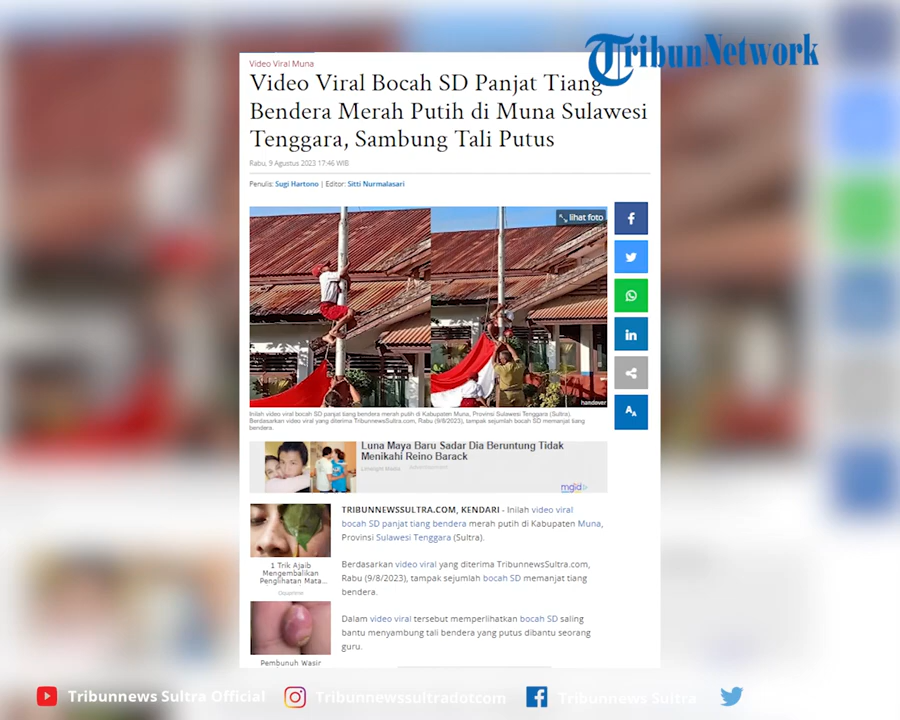 TribunNetwork
Video Viral Muna
Video Viral Bocah SD Panjat Tiang
Bendera Merah Putih di Muna Sulawesi
Tenggara, Sambung Tali Putus
Rabu, 9 Agustus 2023 17:46 WIB
Penulis: Sugi Hartono | Editor: Sitti Nurmalasari
lihat foto
handover
Inilah video viral bocah SD panjat tiang bendera merah putih di Kabupaten Muna, Provinsi Sulawesi Tenggara (Sultra).
Berdasarkan video viral yang diterima TribunnewsSultra.com, Rabu (9/8/2023), tampak sejumlah bocah SD memanjat tiang
bendera.
Luna Maya Baru Sadar Dia Beruntung Tidak
Menikahi Reino Barack
Limelight Media Advertisement
mgid
TRIBUNNEWSSULTRA.COM, KENDARI - Inilah video viral
bocah SD panjat tiang bendera merah putih di Kabupaten Muna,
Provinsi Sulawesi Tenggara (Sultra).
1 Trik Ajaib
Mengembalikan
Penglihatan Mata...
Berdasarkan video viral yang diterima TribunnewsSultra.com,
Rabu (9/8/2023), tampak sejumlah bocah SD memanjat tiang
bendera.
Dalam video viral tersebut memperlihatkan bocah SD saling
bantu menyambung tali bendera yang putus dibantu seorang
guru.
Pembunuh Wasir
Tribunnews Sultra Official
Tribunnewssultradotcom
Tribunnews Sultra